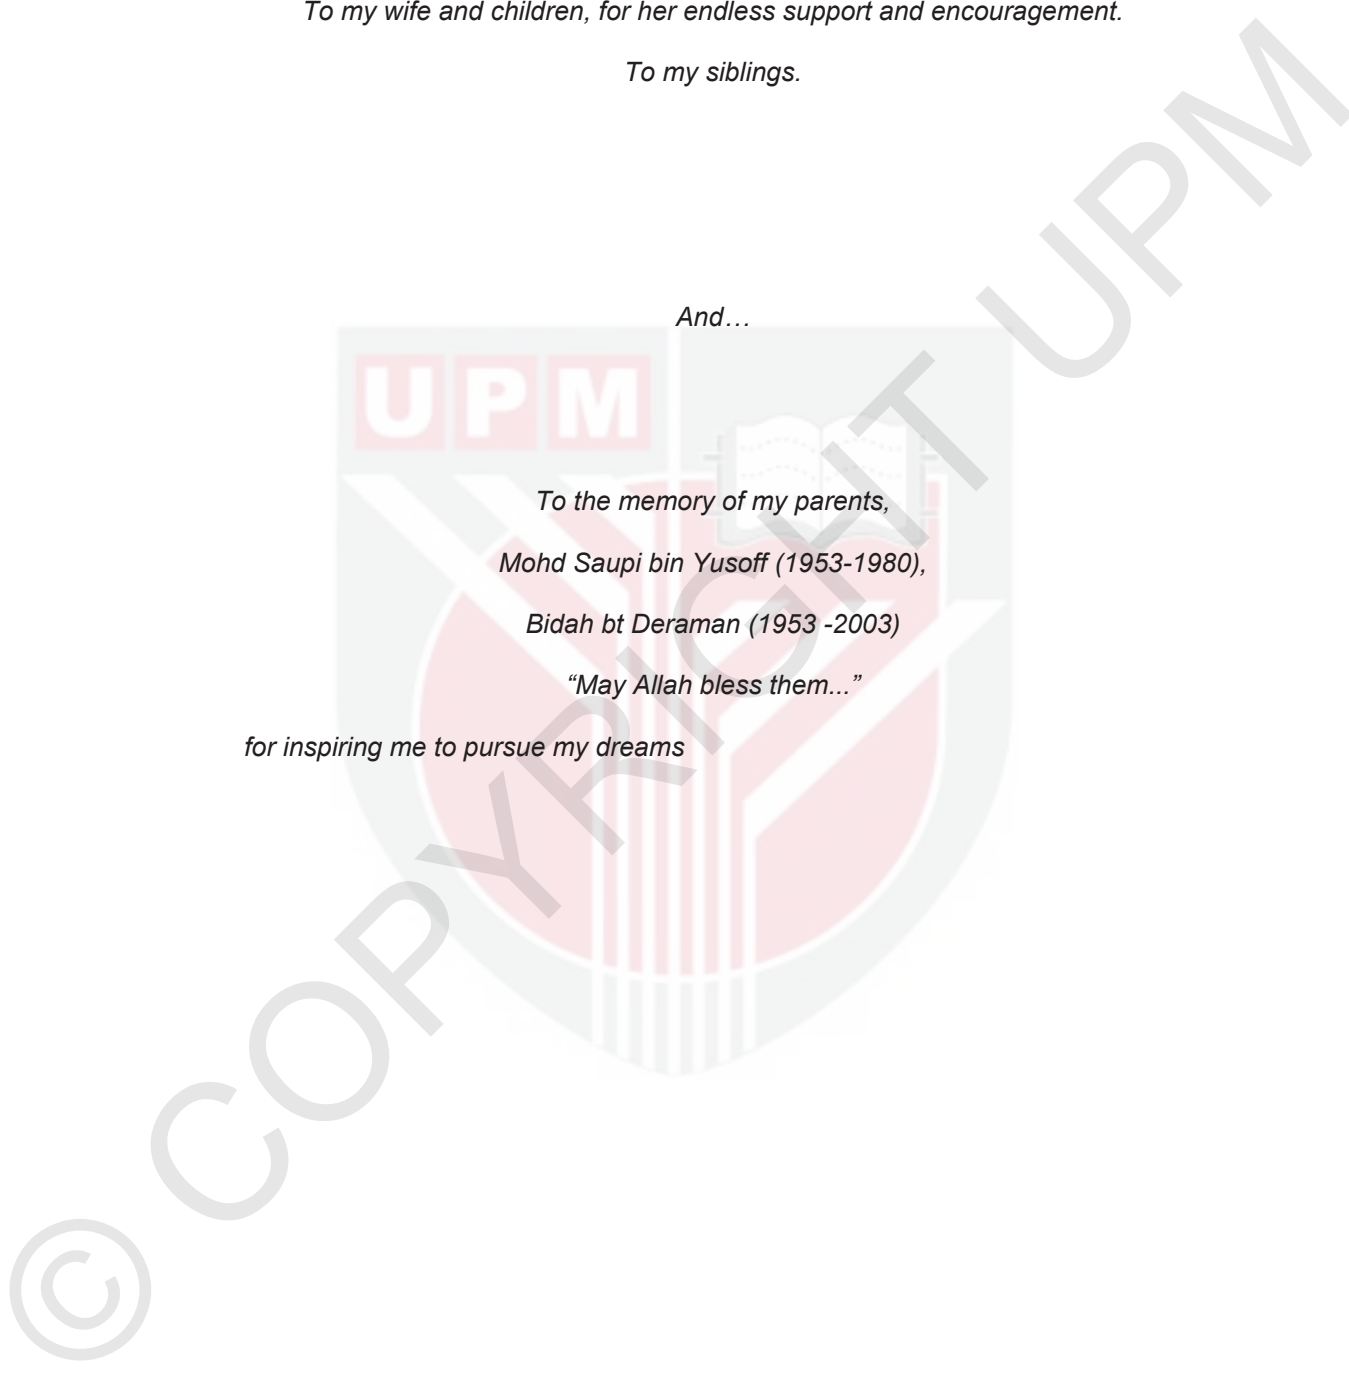 To my wife and children, for her endless support and encouragement.
To my siblings.
And…
UPM
To the memory of my parents,
Mohd Saupi bin Yusoff (1953-1980),
Bidah bt Deraman (1953 -2003)
“May Allah bless them...”
for inspiring me to pursue my dreams
© COPYRIGHT UPM